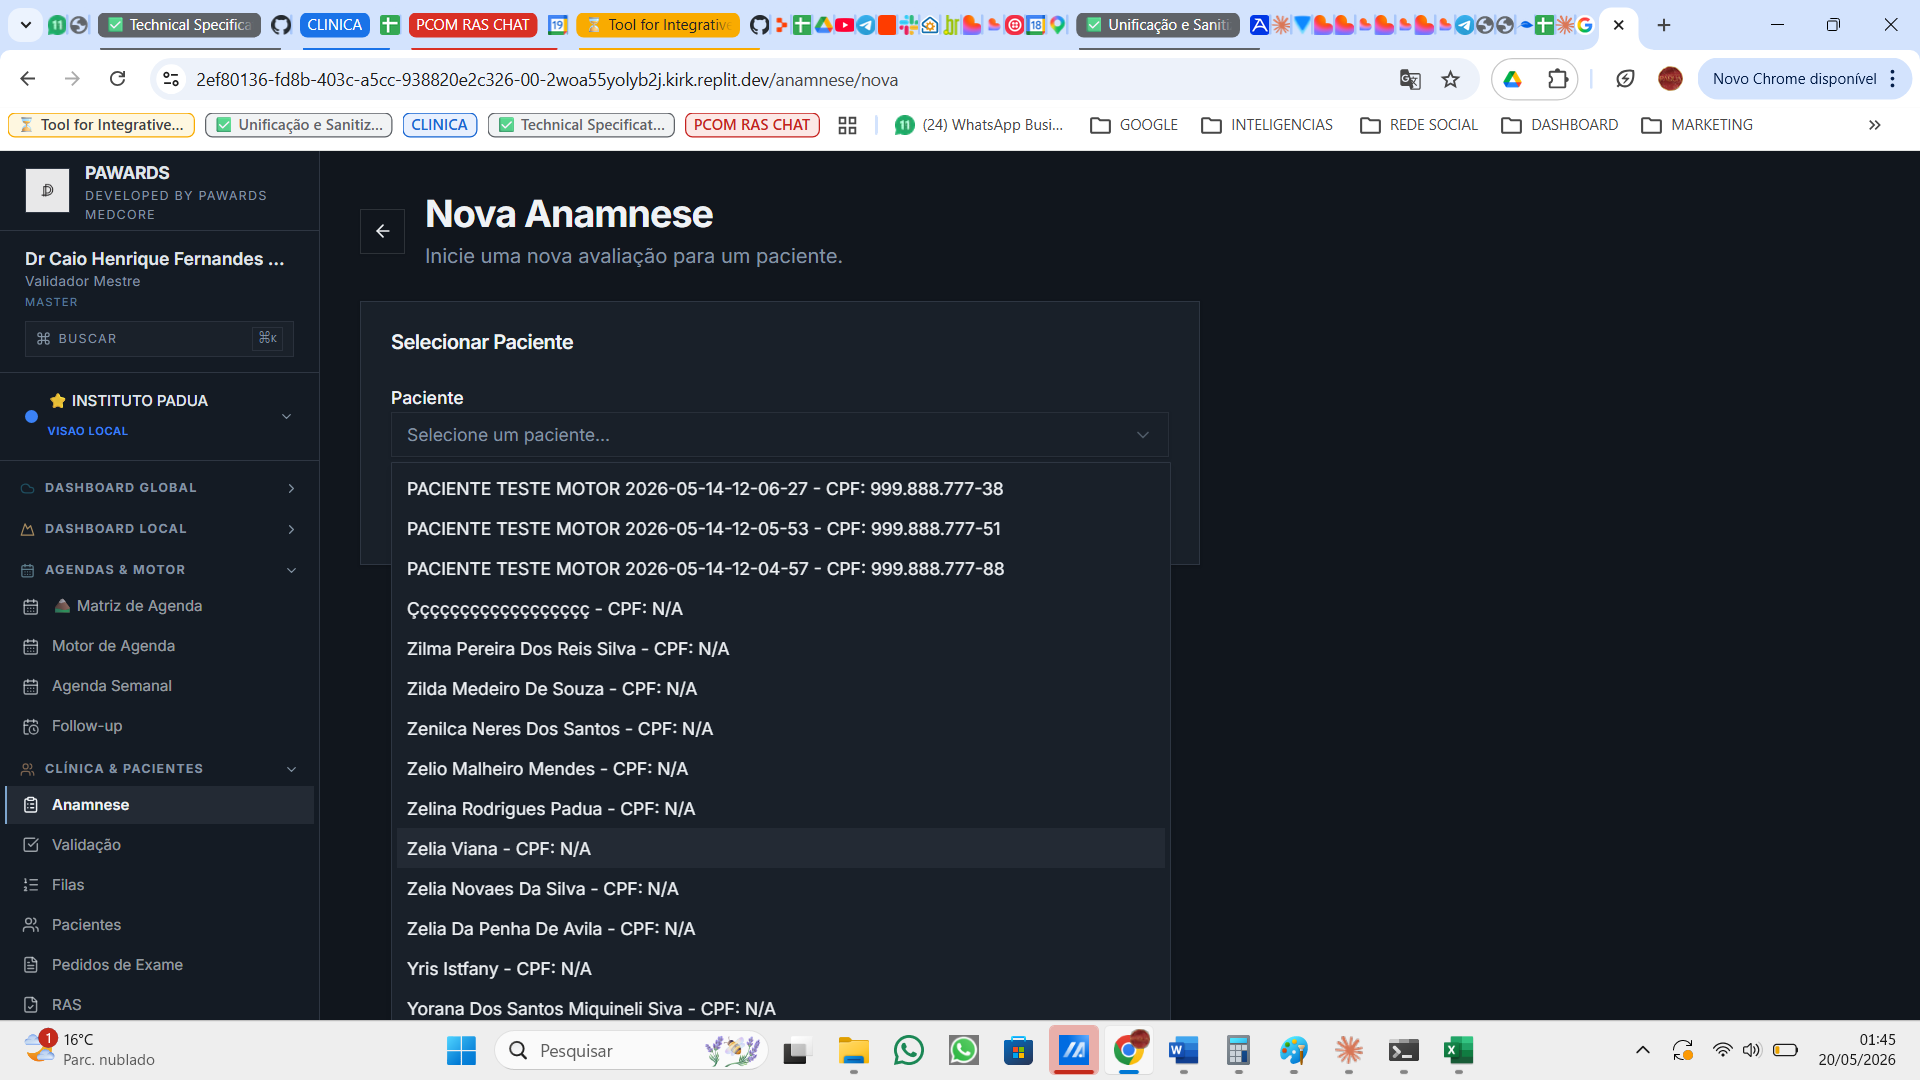 11
✅ Technical Specifica
CLINICA
PCOM RAS CHAT
19
⌛ Tool for Integrative
18
✅ Unificação e Saniti
2ef80136-fd8b-403c-a5cc-938820e2c326-00-2woa55yolyb2j.kirk.replit.dev/anamnese/nova
Novo Chrome disponível
⌛ Tool for Integrative...
✅ Unificação e Sanitiz...
CLINICA
✅ Technical Specificat...
PCOM RAS CHAT
(24) WhatsApp Busi...
GOOGLE
INTELIGENCIAS
REDE SOCIAL
DASHBOARD
MARKETING
PAWARDS
DEVELOPED BY PAWARDS
MEDCORE
Dr Caio Henrique Fernandes ...
Validador Mestre
MASTER
⌘ BUSCAR ⌘K
⭐ INSTITUTO PADUA
VISAO LOCAL
DASHBOARD GLOBAL
DASHBOARD LOCAL
AGENDAS & MOTOR
Matriz de Agenda
Motor de Agenda
Agenda Semanal
Follow-up
CLÍNICA & PACIENTES
Anamnese
Validação
Filas
Pacientes
Pedidos de Exame
RAS
Nova Anamnese
Inicie uma nova avaliação para um paciente.
Selecionar Paciente
Paciente
Selecione um paciente...
PACIENTE TESTE MOTOR 2026-05-14-12-06-27 - CPF: 999.888.777-38
PACIENTE TESTE MOTOR 2026-05-14-12-05-53 - CPF: 999.888.777-51
PACIENTE TESTE MOTOR 2026-05-14-12-04-57 - CPF: 999.888.777-88
Çççççççççççççççççç - CPF: N/A
Zilma Pereira Dos Reis Silva - CPF: N/A
Zilda Medeiro De Souza - CPF: N/A
Zenilca Neres Dos Santos - CPF: N/A
Zelio Malheiro Mendes - CPF: N/A
Zelina Rodrigues Padua - CPF: N/A
Zelia Viana - CPF: N/A
Zelia Novaes Da Silva - CPF: N/A
Zelia Da Penha De Avila - CPF: N/A
Yris Istfany - CPF: N/A
Yorana Dos Santos Miquineli Siva - CPF: N/A
1
16°C
Parc. nublado
Pesquisar
01:45
20/05/2026